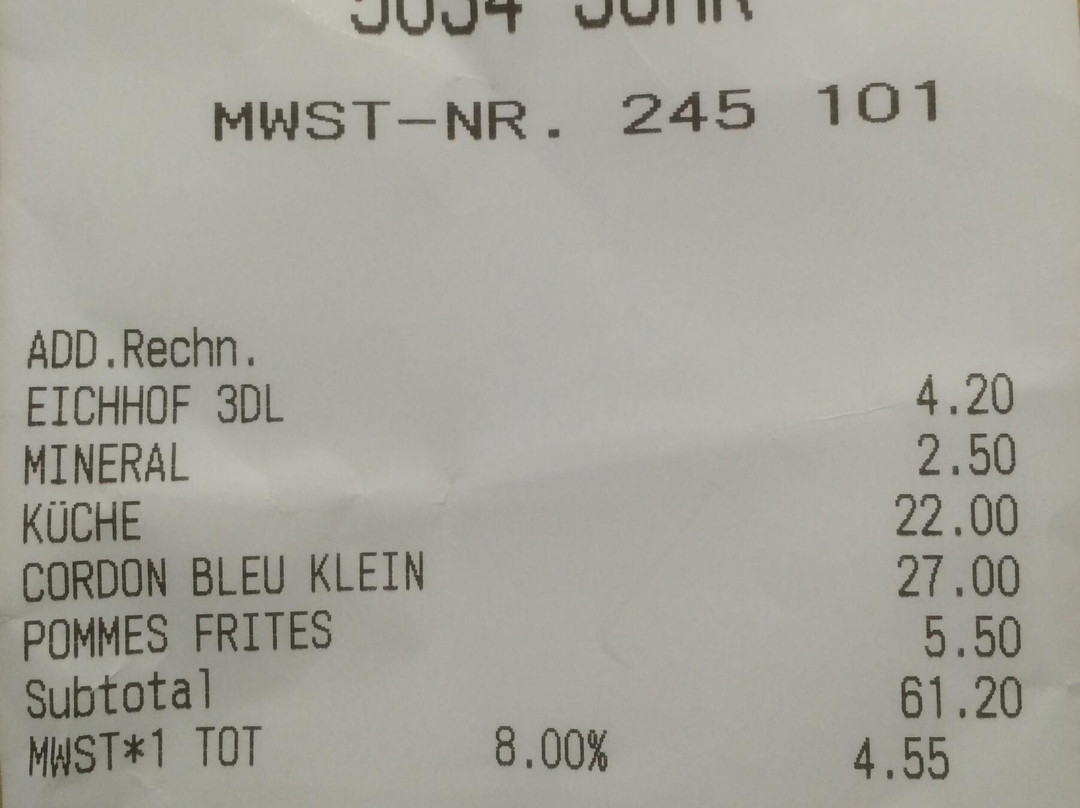 MWST-NR. 245 101
ADD.Rechn.
EICHHOF 3DL 4.20
MINERAL 2.50
KÜCHE 22.00
CORDON BLEU KLEIN 27.00
POMMES FRITES 5.50
Subtotal 61.20
MWST*1 TOT 8.00% 4.55